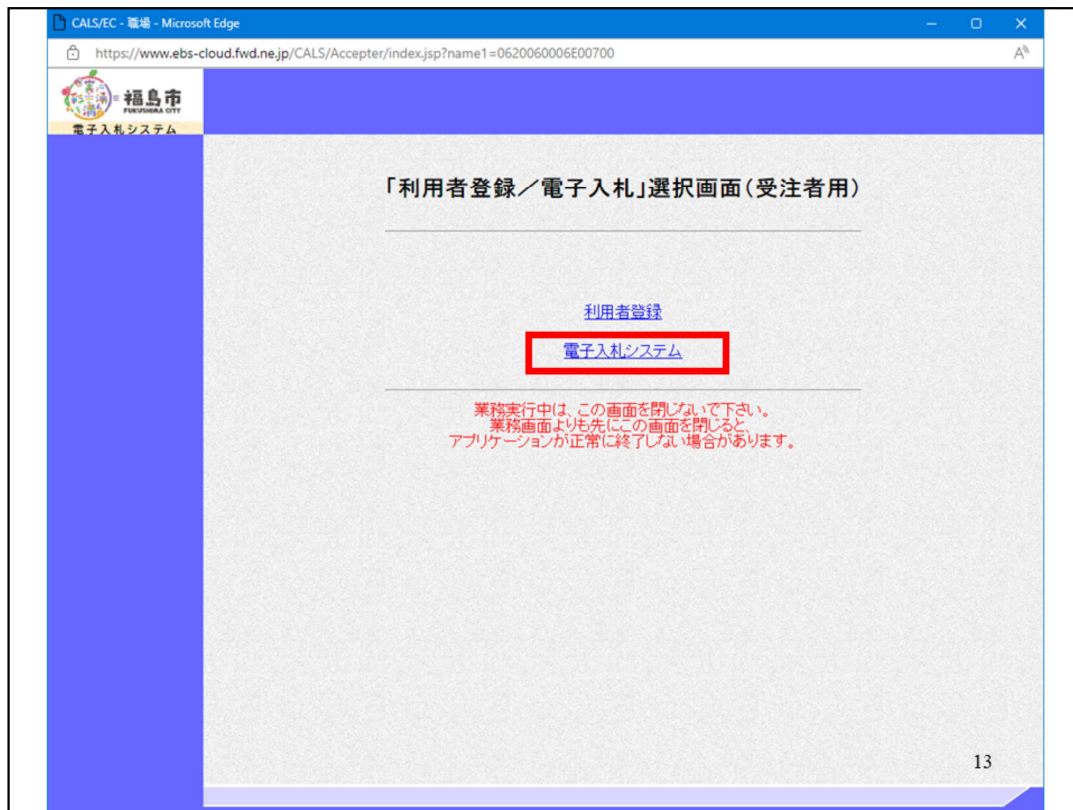 CALS/EC - 職場 - Microsoft Edge
https://www.ebs-cloud.fwd.ne.jp/CALS/Accepter/index.jsp?name1=0620060006E00700
福島市
FUKUSHIMA CITY
電子入札システム
「利用者登録／電子入札」選択画面（受注者用）
利用者登録
電子入札システム
業務実行中は、この画面を閉じないで下さい。
業務画面よりも先にこの画面を閉じると、
アプリケーションが正常に終了しない場合があります。
13